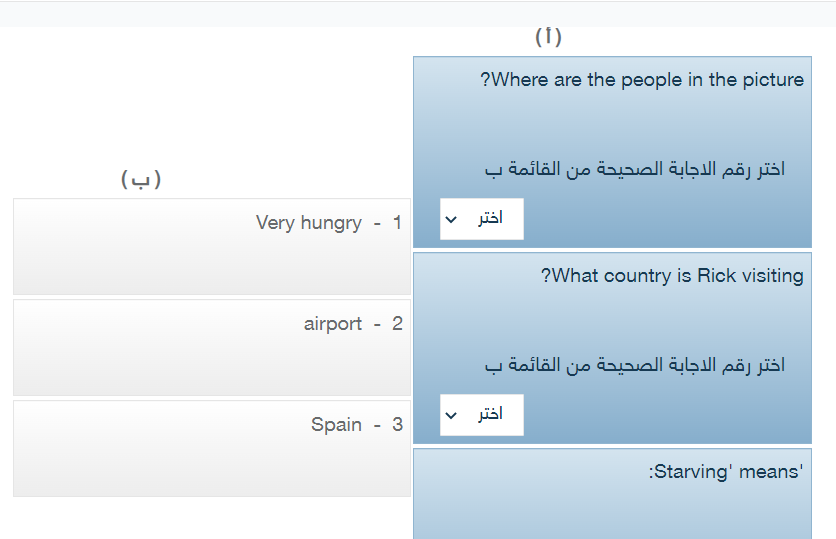 (أ)
?Where are the people in the picture
اختر رقم الاجابة الصحيحة من القائمة ب
اختر
?What country is Rick visiting
اختر رقم الاجابة الصحيحة من القائمة ب
اختر
:Starving' means'
(ب)
Very hungry - 1
airport - 2
Spain - 3